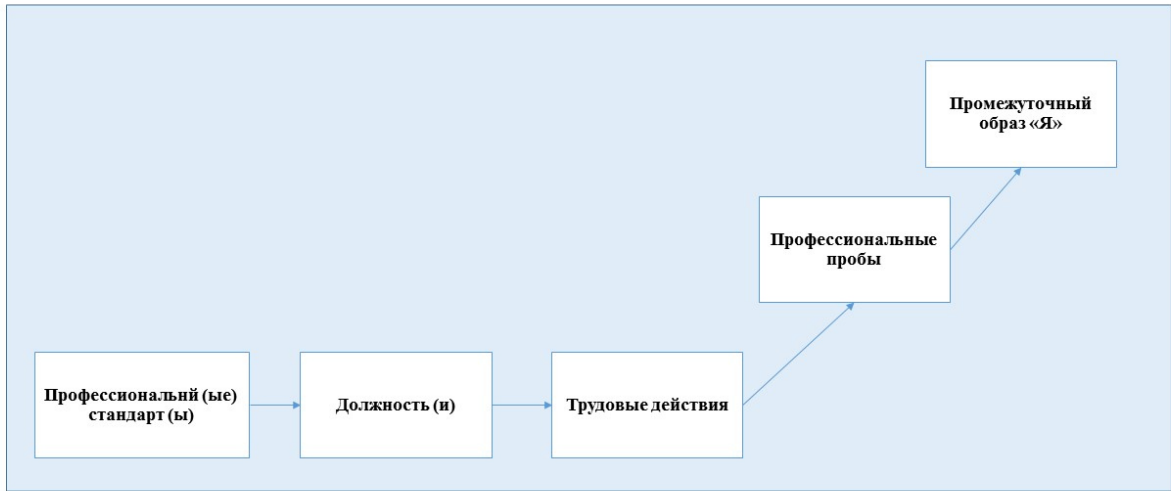 Промежуточный
образ «Я»
Профессиональные
пробы
Профессиональнй (ые)
стандарт (ы)
Должность (и)
Трудовые действия